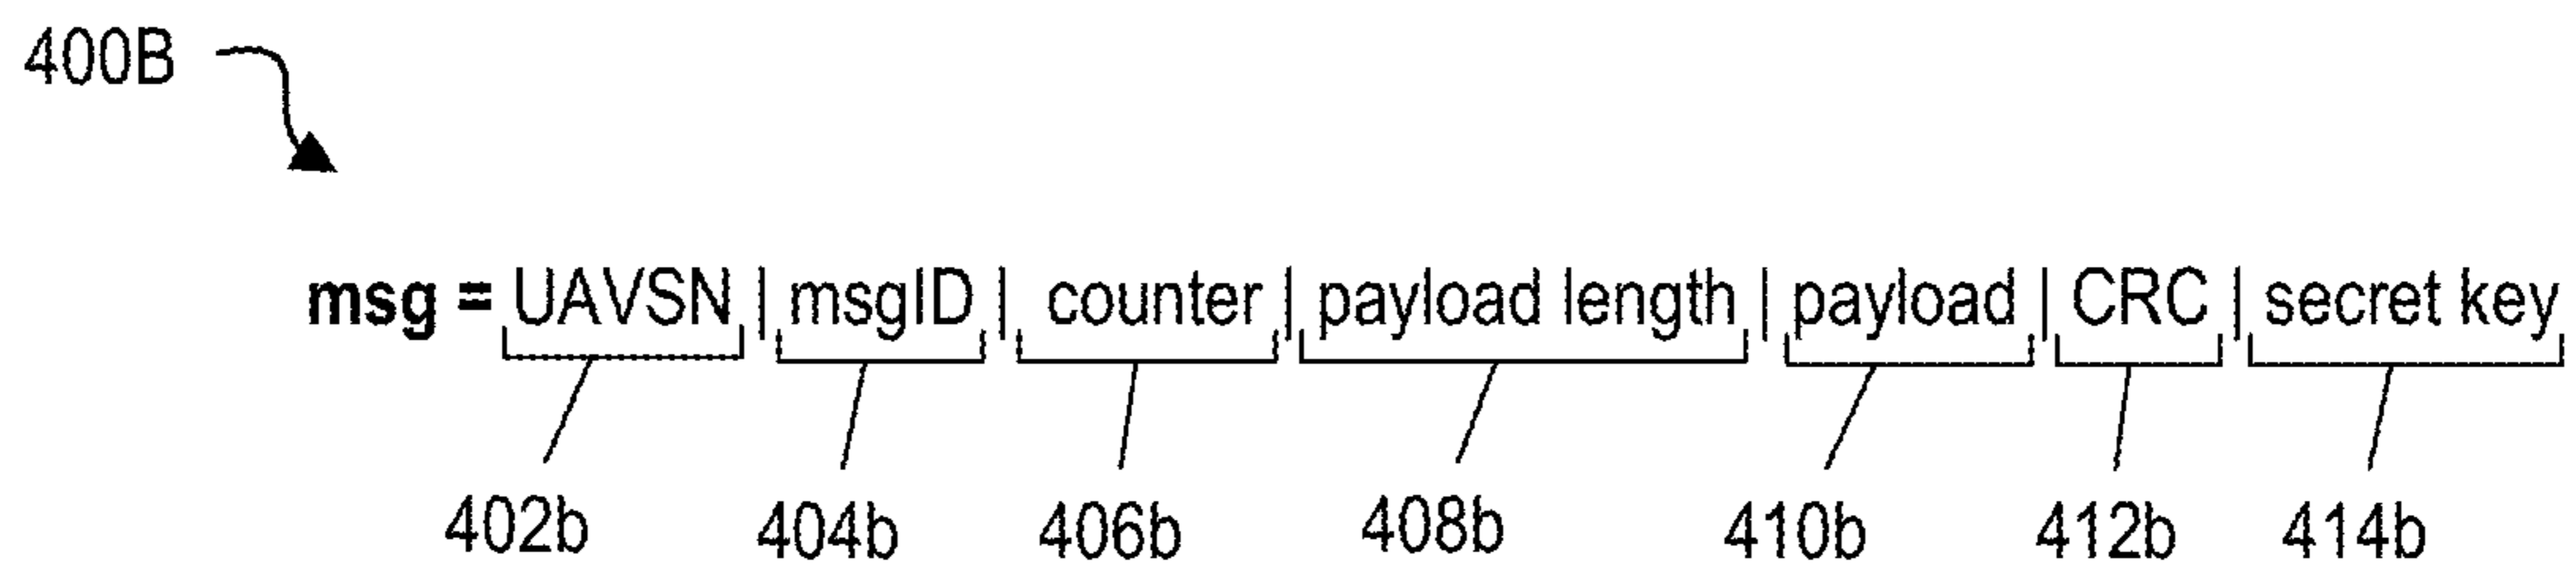 400B
msg = UAVSN | msgID | counter | payload length | payload | CRC | secret key
402b 404b 406b 408b 410b 412b 414b